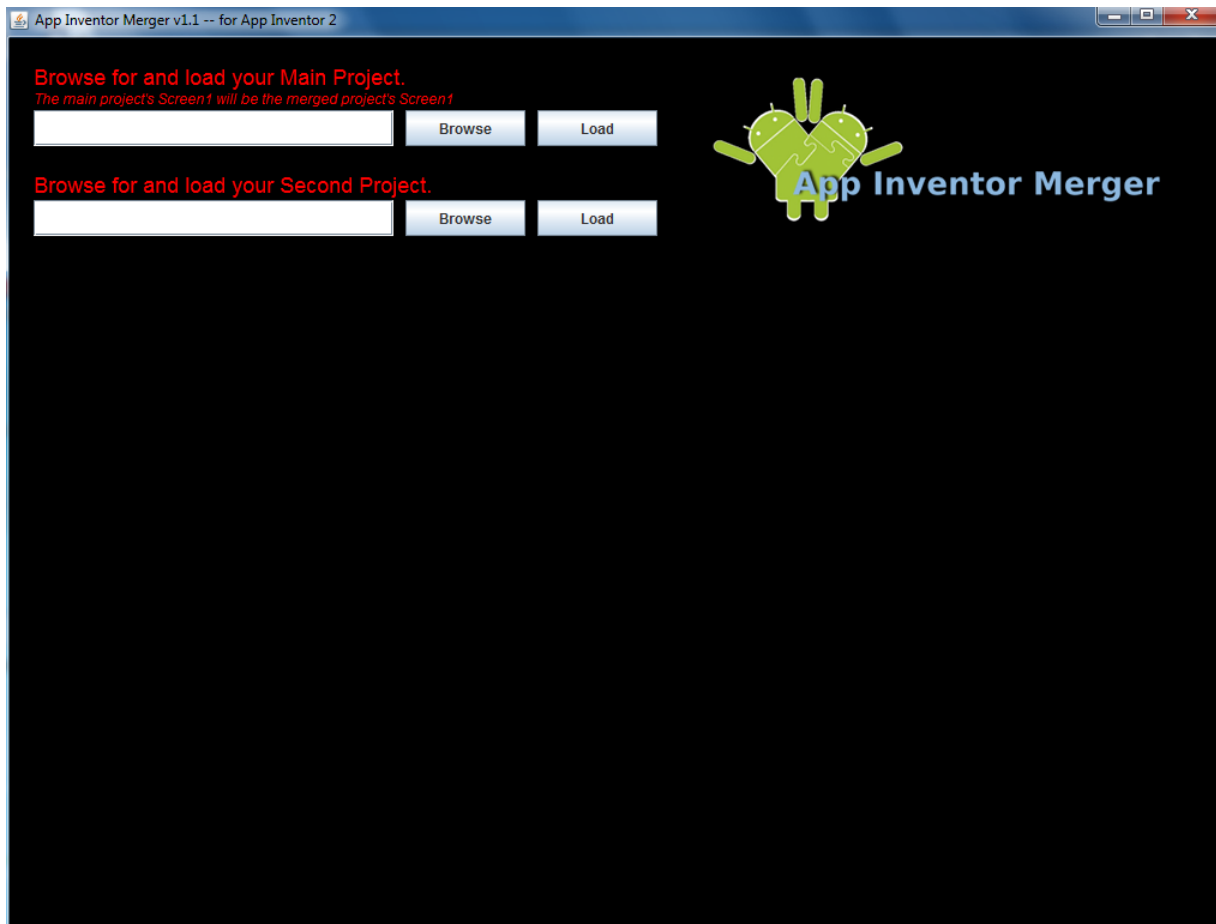 App Inventor Merger v1.1 -- for App Inventor 2
Browse for and load your Main Project.
The main project's Screen1 will be the merged project's Screen1
Browse Load
App Inventor Merger
Browse for and load your Second Project.
Browse Load